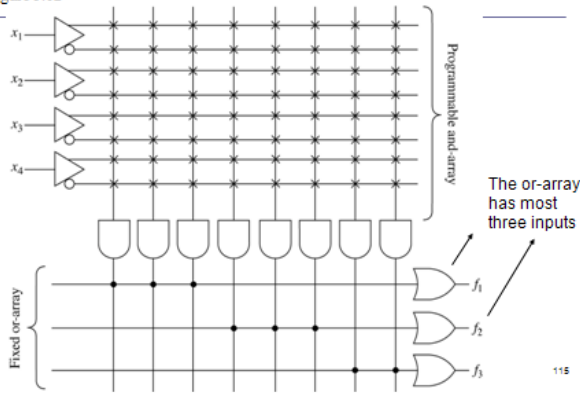 x1
x2
x3
x4
Programmable and-array
The or-array
has most
three inputs
Fixed or-array
f1
f2
f3
115